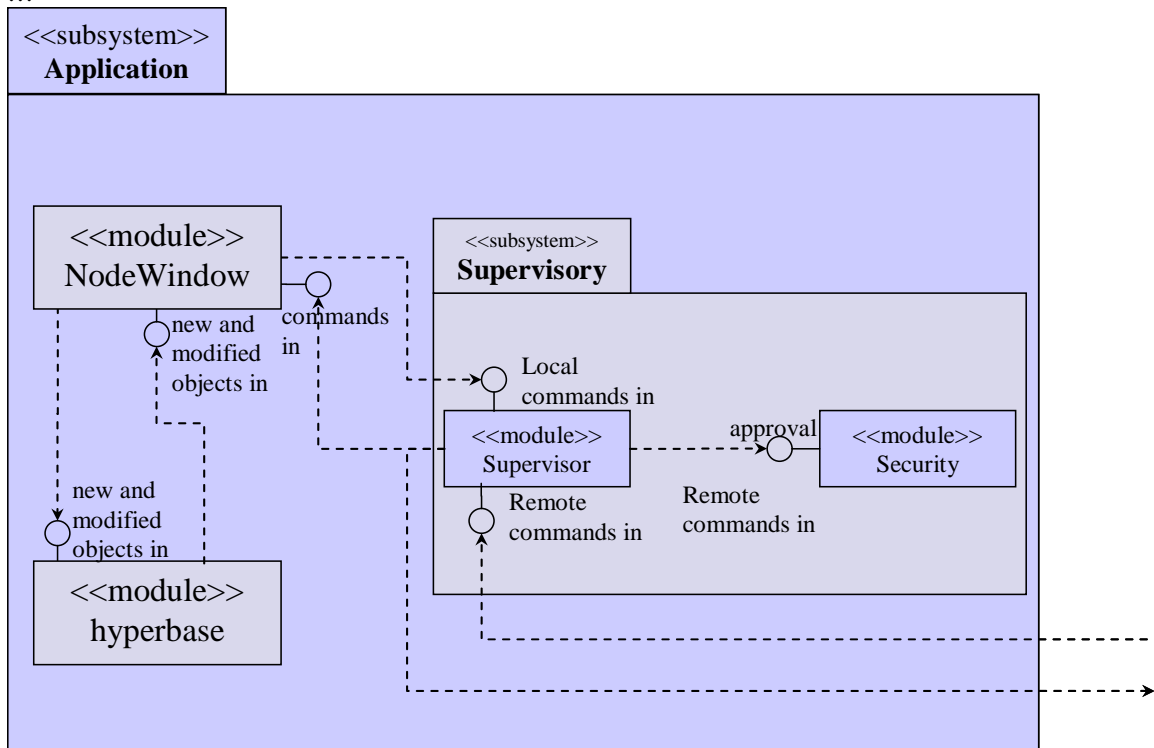 ...
<<subsystem>>
Application
<<module>>
NodeWindow
commands
in
new and
modified
objects in
<<subsystem>>
Supervisory
Local
commands in
<<module>>
Supervisor
approval
<<module>>
Security
Remote
commands in
Remote
commands in
new and
modified
objects in
<<module>>
hyperbase